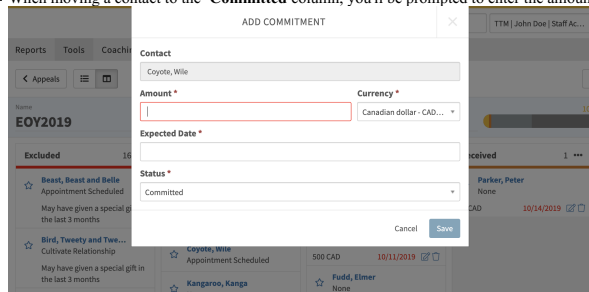 When moving a contact to the "Committed column, you'll be prompted to enter the amount
ADD COMMITMENT
TTM | John Doe | Staff Ac...
Reports Tools Coachin
Contact
Coyote, Wile
Appeals
Amount * Currency *
Canadian dollar - CAD...
Name
EOY2019
Expected Date *
Excluded 16
eceived 1
Status *
Committed
Beast, Beast and Belle
Appointment Scheduled
May have given a special gi
the last 3 months
Parker, Peter
None
CAD 10/14/2019
Cancel Save
Bird, Tweety and Twe...
Cultivate Relationship
May have given a special gift in
the last 3 months
Coyote, Wile
Appointment Scheduled
Kangaroo, Kanga
500 CAD 10/11/2019
Fudd, Elmer
None